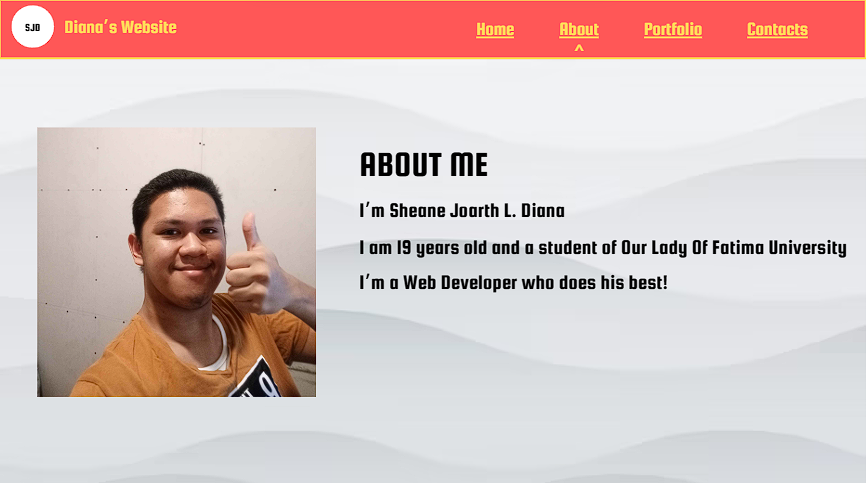 SJD
Diana's Website
Home
About
Portfolio
Contacts
^
ABOUT ME
I'm Sheane Joarth L. Diana
I am 19 years old and a student of Our Lady Of Fatima University
I'm a Web Developer who does his best!